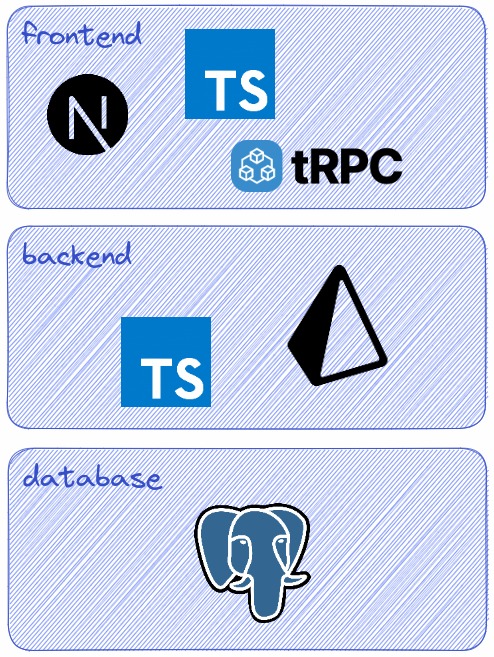 frontend
TS
N
tRPC
backend
TS
database